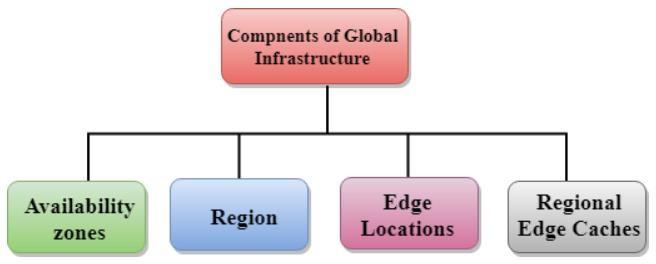 Compnents of Global
Infrastructure
Availability
zones
Region
Edge
Locations
Regional
Edge Caches